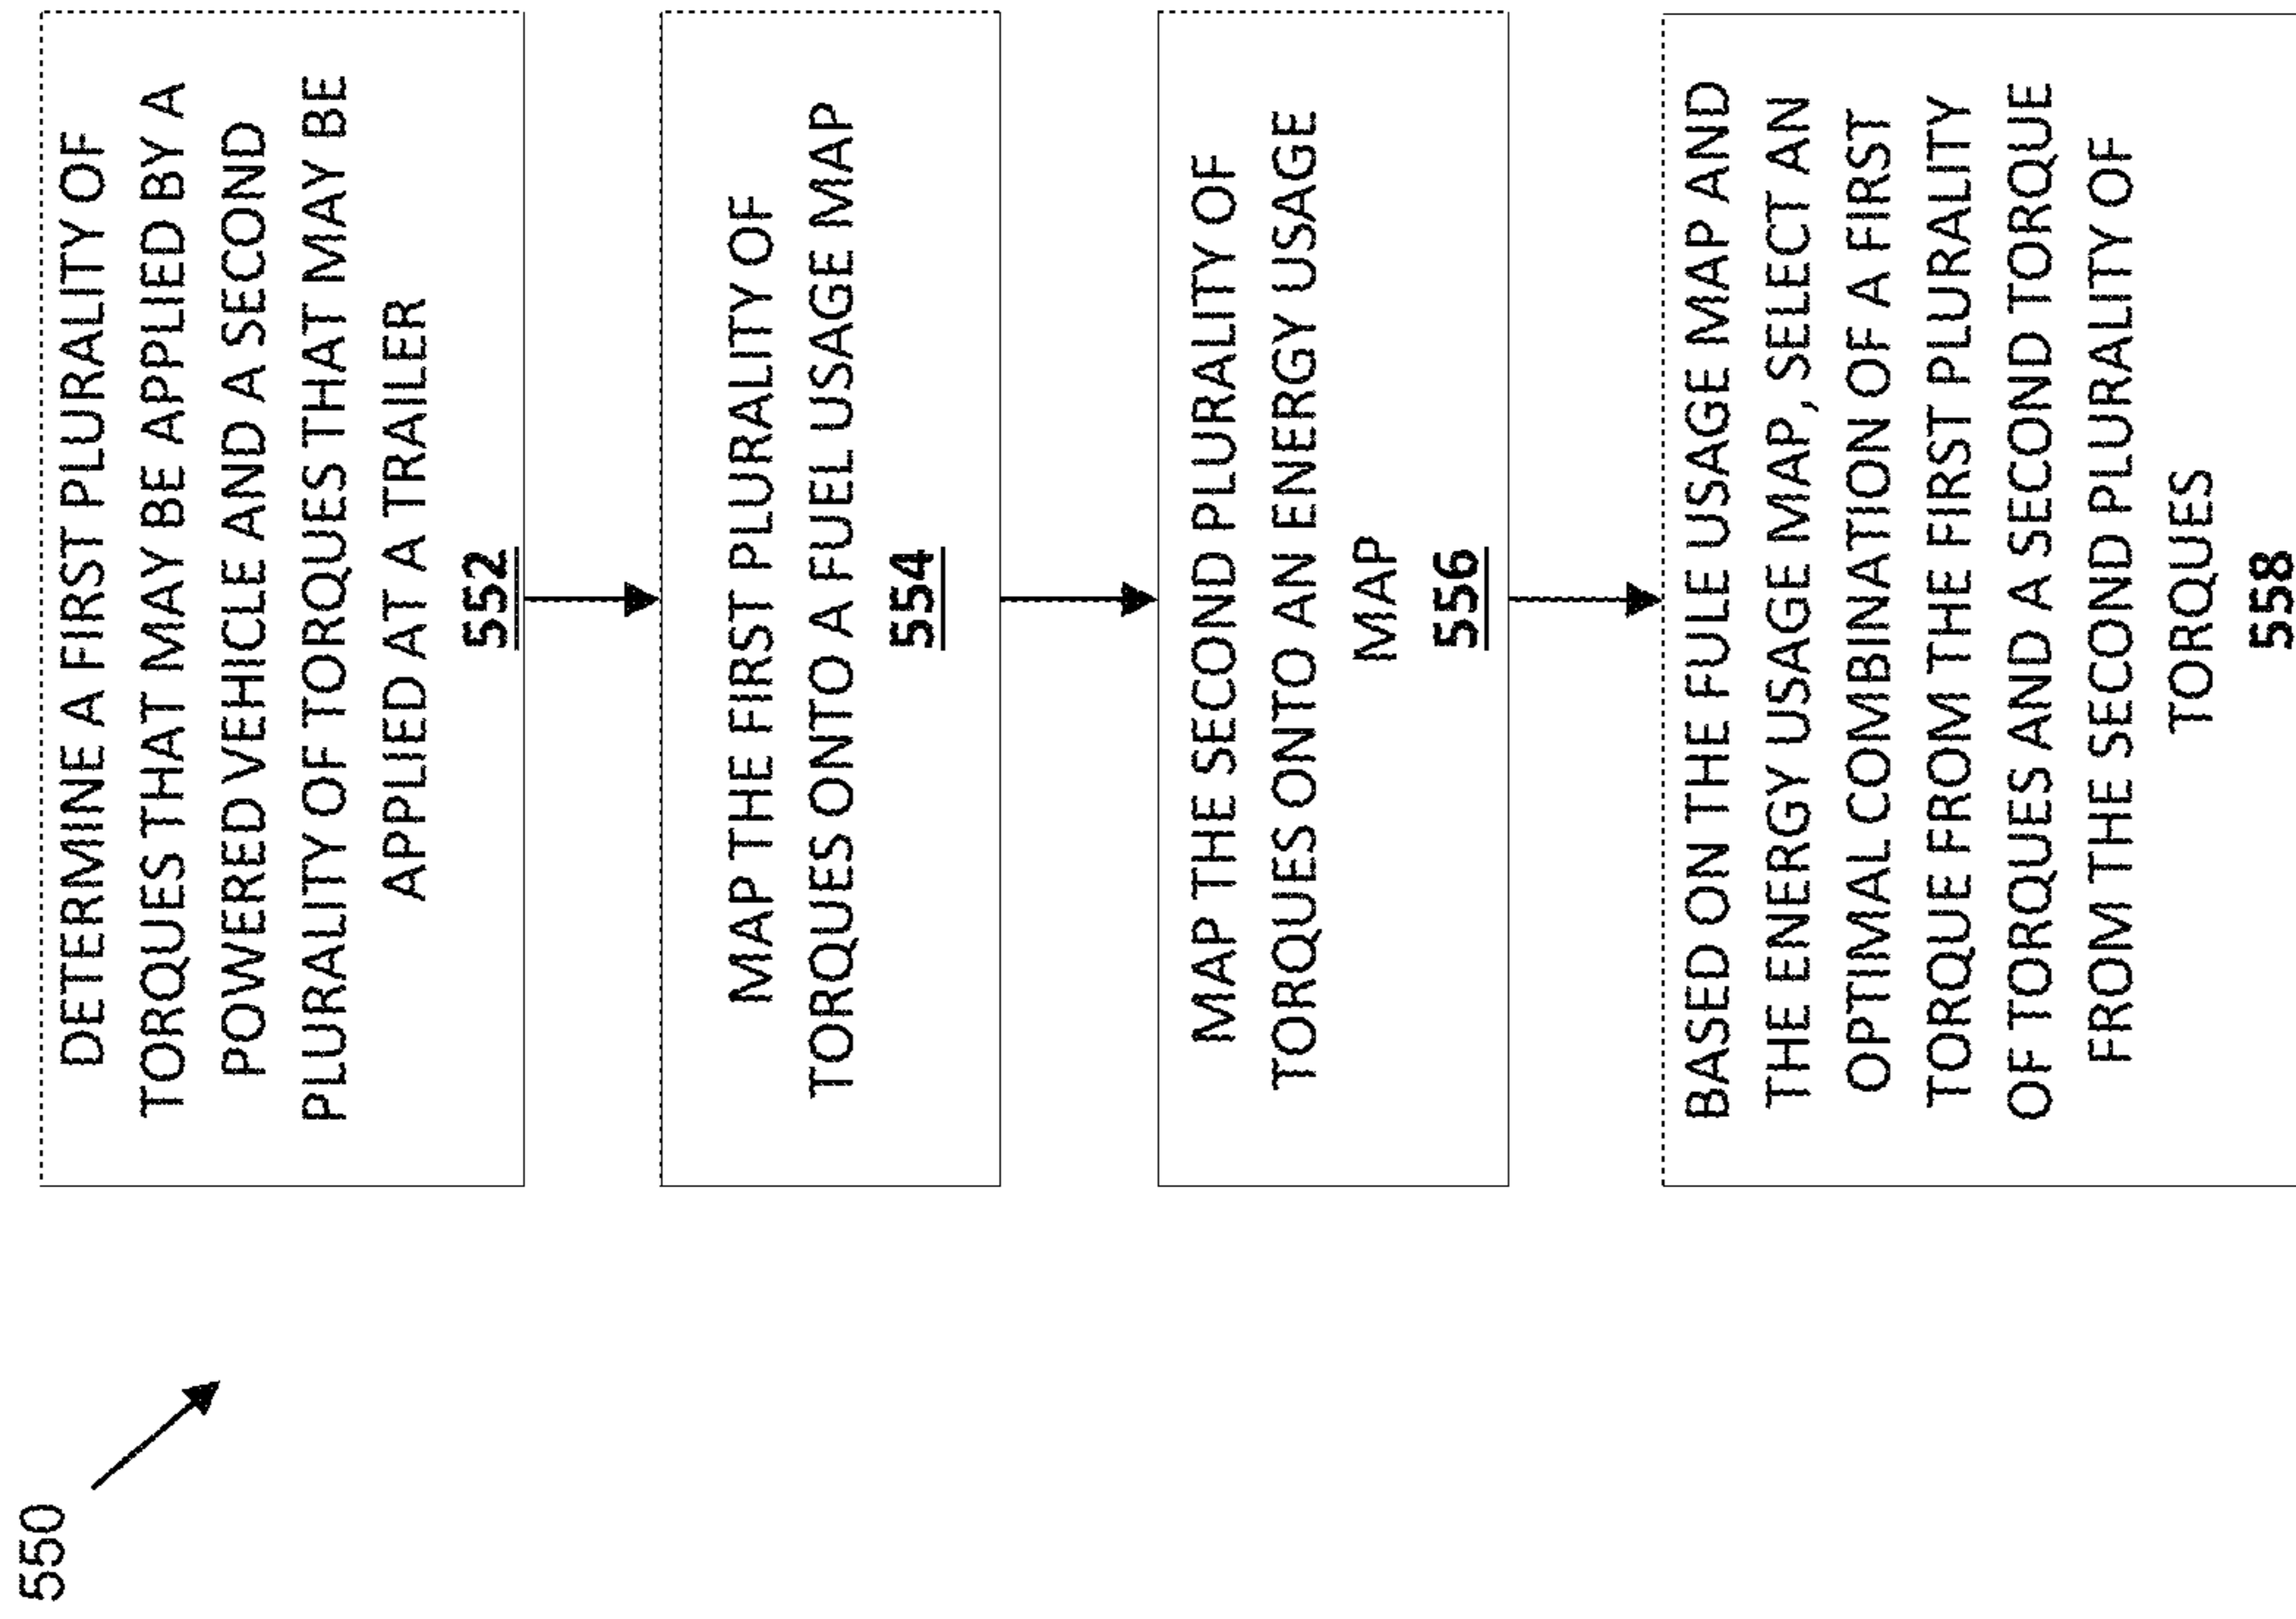 550
DETERMINE A FIRST PLURALITY OF
TORQUES THAT MAY BE APPLIED BY A
POWERED VEHICLE AND A SECOND
PLURALITY OF TORQUES THAT MAY BE
APPLIED AT A TRAILER
552
MAP THE FIRST PLURALITY OF
TORQUES ONTO A FUEL USAGE MAP
554
MAP THE SECOND PLURALITY OF
TORQUES ONTO AN ENERGY USAGE
MAP
556
BASED ON THE FULE USAGE MAP AND
THE ENERGY USAGE MAP, SELECT AN
OPTIMAL COMBINATION OF A FIRST
TORQUE FROM THE FIRST PLURALITY
OF TORQUES AND A SECOND TORQUE
FROM THE SECOND PLURALITY OF
TORQUES
558